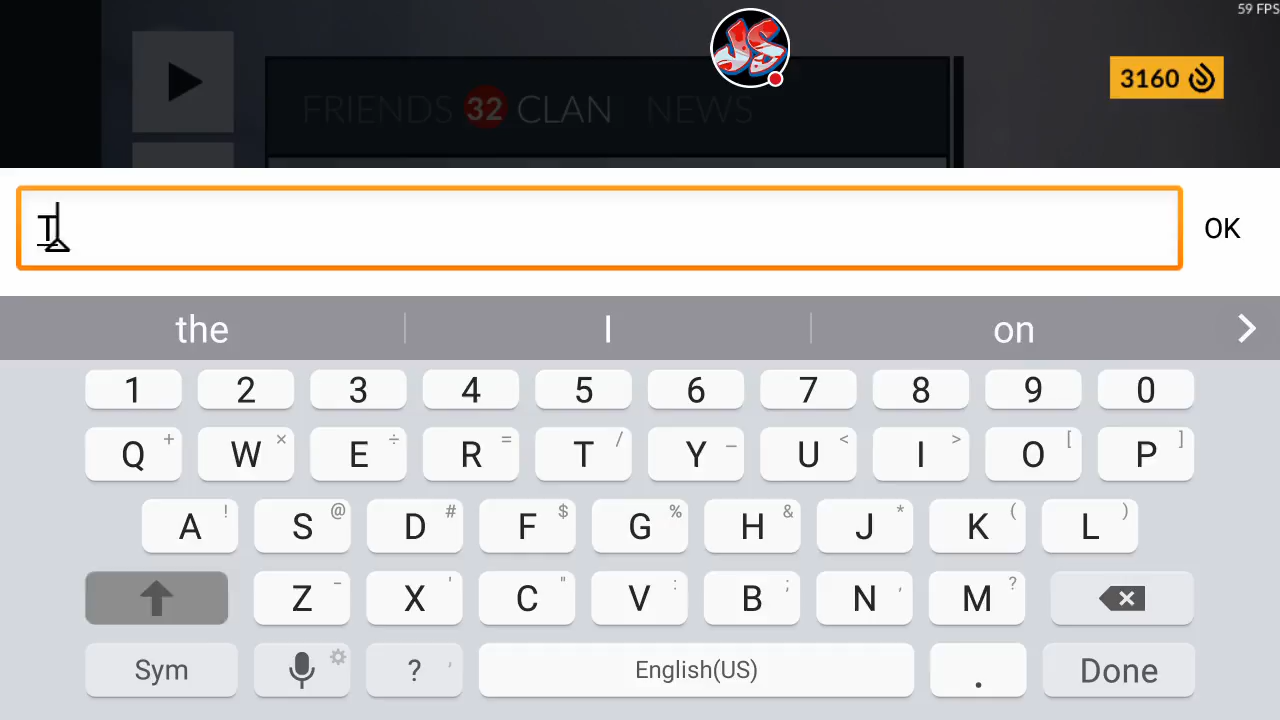 59 FPS
JS
3160
FRIENDS 32 CLAN NEWS
T
OK
the I on
1 2 3 4 5 6 7 8 9 0
Q + W × E ÷ R = T / Y _ U < I > O [ P ]
A ! S @ D # F $ G % H & J * K ( L )
Z - X ' C " V : B ; N , M ?
Sym ? , English(US) . Done